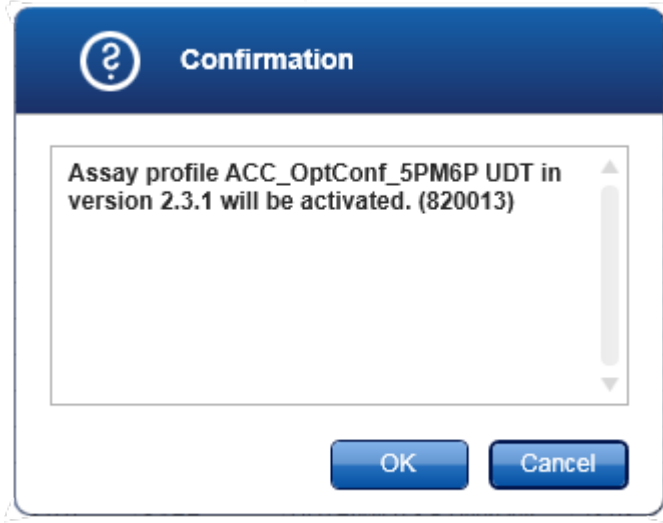 Confirmation
Assay profile ACC_OptConf_5PM6P UDT in
version 2.3.1 will be activated. (820013)
OK
Cancel